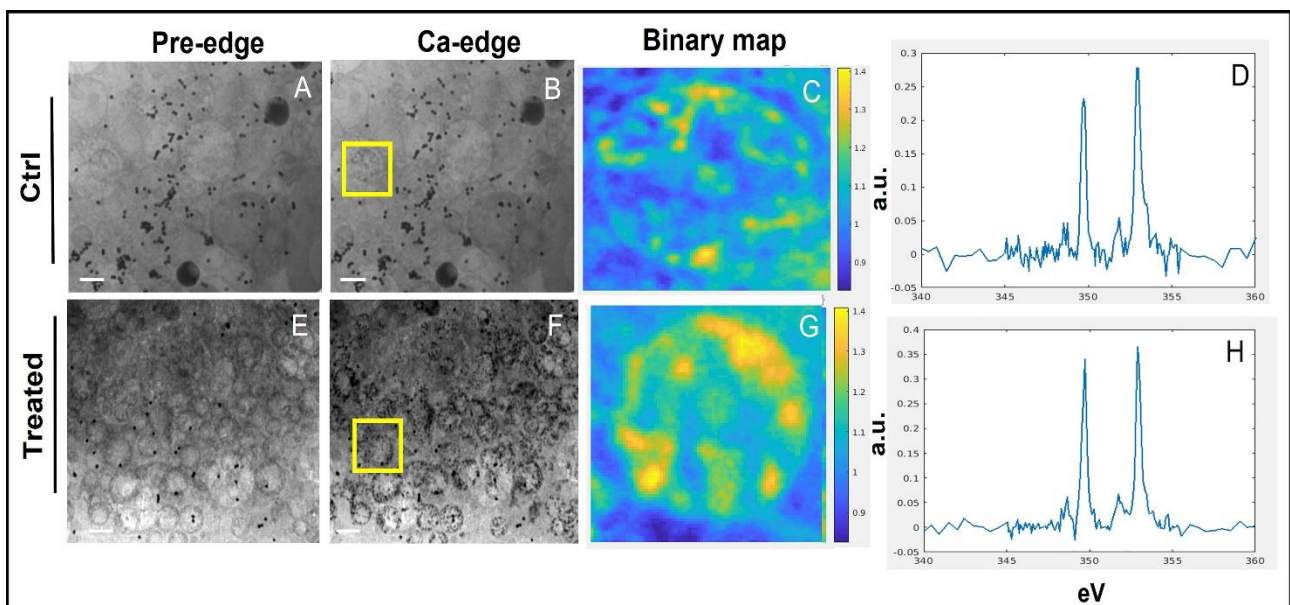 Pre-edge
Ca-edge
Binary map
Ctrl
A
B
C
1.4
1.3
1.2
1.1
1
0.9
a.u.
D
0.3
0.25
0.2
0.15
0.1
0.05
0
-0.05
340
345
350
355
360
Treated
E
F
G
1.4
1.3
1.2
1.1
1
0.9
a.u.
H
0.4
0.35
0.3
0.25
0.2
0.15
0.1
0.05
0
-0.05
340
345
350
355
360
eV